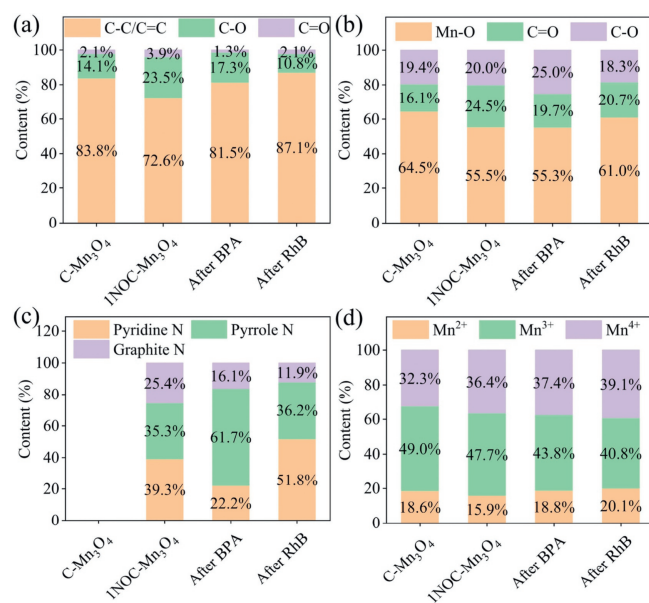 (a)
C-C/C=C C-O C=O
Content (%)
100
80
60
40
20
0
2.1% 3.9% 1.3% 2.1%
14.1% 23.5% 17.3% 10.8%
83.8% 72.6% 81.5% 87.1%
C-Mn₃O₄ 1NOC-Mn₃O₄ After BPA After RhB
(b)
Mn-O C=O C-O
Content (%)
100
80
60
40
20
0
19.4% 20.0% 25.0% 18.3%
16.1% 24.5% 19.7% 20.7%
64.5% 55.5% 55.3% 61.0%
C-Mn₃O₄ 1NOC-Mn₃O₄ After BPA After RhB
(c)
Pyridine N Pyrrole N
Graphite N
Content (%)
120
100
80
60
40
20
0
25.4% 16.1% 11.9%
35.3% 61.7% 36.2%
39.3% 22.2% 51.8%
C-Mn₃O₄ 1NOC-Mn₃O₄ After BPA After RhB
(d)
Mn²⁺ Mn³⁺ Mn⁴⁺
Content (%)
100
80
60
40
20
0
32.3% 36.4% 37.4% 39.1%
49.0% 47.7% 43.8% 40.8%
18.6% 15.9% 18.8% 20.1%
C-Mn₃O₄ 1NOC-Mn₃O₄ After BPA After RhB